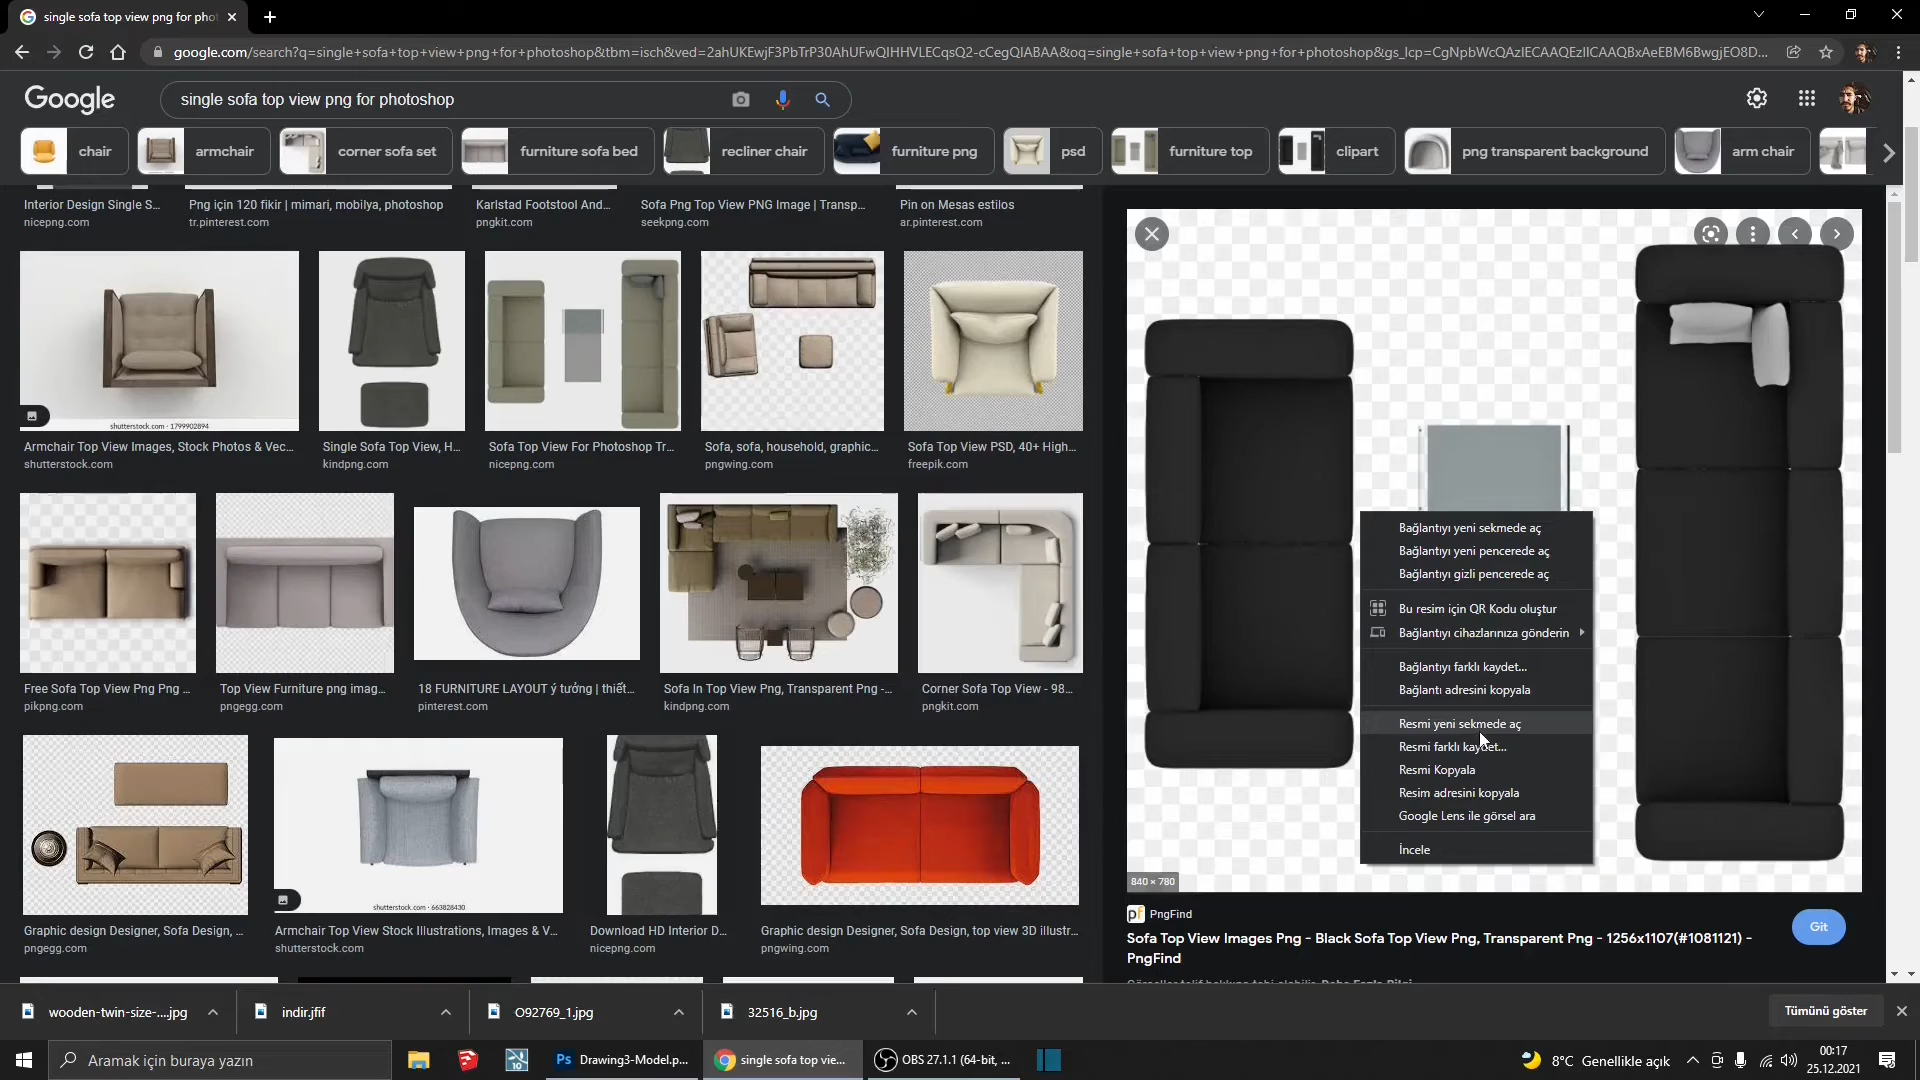 single sofa top view png for phot
google.com/search?q=single+sofa+top+view+png+for+photoshop&tbm=isch&ved=2ahUKEwjF3PbTrP30AhUFwQIHHVLECqsQ2-cCegQIABAA&oq=single+sofa+top+view+png+for+photoshop&gs_lcp=CgNpbWcQAzIECAAQEzIICAAQBxAeEBM6BwgjEO8D...
Google
single sofa top view png for photoshop
chair
armchair
corner sofa set
furniture sofa bed
recliner chair
furniture png
psd
furniture top
clipart
png transparent background
arm chair
Interior Design Single S...
nicepng.com
Png için 120 fikir | mimari, mobilya, photoshop
tr.pinterest.com
Karlstad Footstool And...
pngkit.com
Sofa Png Top View PNG Image | Transp...
seekpng.com
Pin on Mesas estilos
ar.pinterest.com
shutterstock.com · 1799902894
Armchair Top View Images, Stock Photos & Vec...
shutterstock.com
Single Sofa Top View, H...
kindpng.com
Sofa Top View For Photoshop Tr...
nicepng.com
Sofa, sofa, household, graphic...
pngwing.com
Sofa Top View PSD, 40+ High...
freepik.com
Free Sofa Top View Png Png ...
pikpng.com
Top View Furniture png imag...
pngegg.com
18 FURNITURE LAYOUT ý tưởng | thiết...
pinterest.com
Sofa In Top View Png, Transparent Png -...
kindpng.com
Corner Sofa Top View - 98...
pngkit.com
shutterstock.com · 663828430
Graphic design Designer, Sofa Design, ...
pngegg.com
Armchair Top View Stock Illustrations, Images & V...
shutterstock.com
Download HD Interior D...
nicepng.com
Graphic design Designer, Sofa Design, top view 3D illustr...
pngwing.com
Bağlantıyı yeni sekmede aç
Bağlantıyı yeni pencerede aç
Bağlantıyı gizli pencerede aç
Bu resim için QR Kodu oluştur
Bağlantıyı cihazlarınıza gönderin
Bağlantıyı farklı kaydet...
Bağlantı adresini kopyala
Resmi yeni sekmede aç
Resmi farklı kaydet...
Resmi Kopyala
Resim adresini kopyala
Google Lens ile görsel ara
İncele
840 × 780
pf PngFind
Sofa Top View Images Png - Black Sofa Top View Png, Transparent Png - 1256x1107(#1081121) -
PngFind
Git
wooden-twin-size-....jpg
indir.jfif
O92769_1.jpg
32516_b.jpg
Tümünü göster
Aramak için buraya yazın
10
Ps
Drawing3-Model.p...
single sofa top vie...
OBS 27.1.1 (64-bit, ...
8°C Genellikle açık
00:17
25.12.2021